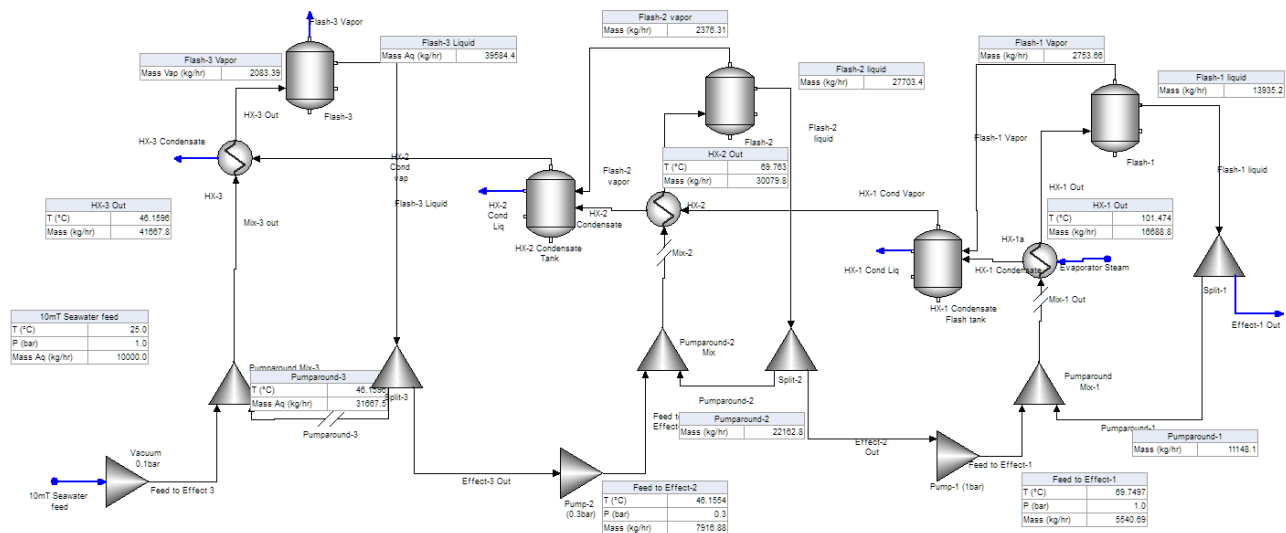 Flash-3 Vapor
Flash-3 Vapor
Mass Vap (kg/hr) 2083.39
Flash-3 Liquid
Mass Aq (kg/hr) 39584.4
Flash-2 vapor
Mass (kg/hr) 2376.31
Flash-1 Vapor
Mass (kg/hr) 2753.66
Flash-2 liquid
Mass (kg/hr) 27703.4
Flash-1 liquid
Mass (kg/hr) 13935.2
HX-3 Out
Flash-3
Flash-2
Flash-2
liquid
Flash-1 Vapor
Flash-1
HX-3 Condensate
HX-3
HX-2
Cond
vap
Flash-2
vapor
HX-2 Out
T (°C) 69.763
Mass (kg/hr) 30079.8
Flash-1 liquid
HX-1 Out
HX-3 Out
T (°C) 46.1596
Mass (kg/hr) 41667.8
Mix-3 out
Flash-3 Liquid
HX-2
Cond
Liq
HX-2
Condensate
HX-2 Condensate
Tank
HX-2
HX-1 Cond Vapor
HX-1 Out
T (°C) 101.474
Mass (kg/hr) 16688.8
Mix-2
HX-1a
HX-1 Cond Liq
HX-1 Condensate
Evaporator Steam
HX-1 Condensate
Flash tank
Mix-1 Out
Split-1
Effect-1 Out
10mT Seawater feed
T (°C) 25.0
P (bar) 1.0
Mass Aq (kg/hr) 10000.0
Pumparound Mix-3
Pumparound-3
T (°C) 46.1596
Mass Aq (kg/hr) 31667.5
Split-3
Pumparound-3
Pumparound-2
Mix
Split-2
Pumparound-2
Pumparound
Mix-1
Feed to
Effect
Pumparound-2
Mass (kg/hr) 22162.8
Effect-2
Out
Pumparound-1
Pumparound-1
Mass (kg/hr) 11148.1
Vacuum
0.1bar
10mT Seawater
feed
Feed to Effect 3
Effect-3 Out
Pump-2
(0.3bar)
Feed to Effect-2
T (°C) 46.1554
P (bar) 0.3
Mass (kg/hr) 7916.88
Pump-1 (1bar)
Feed to Effect-1
Feed to Effect-1
T (°C) 69.7497
P (bar) 1.0
Mass (kg/hr) 5540.69